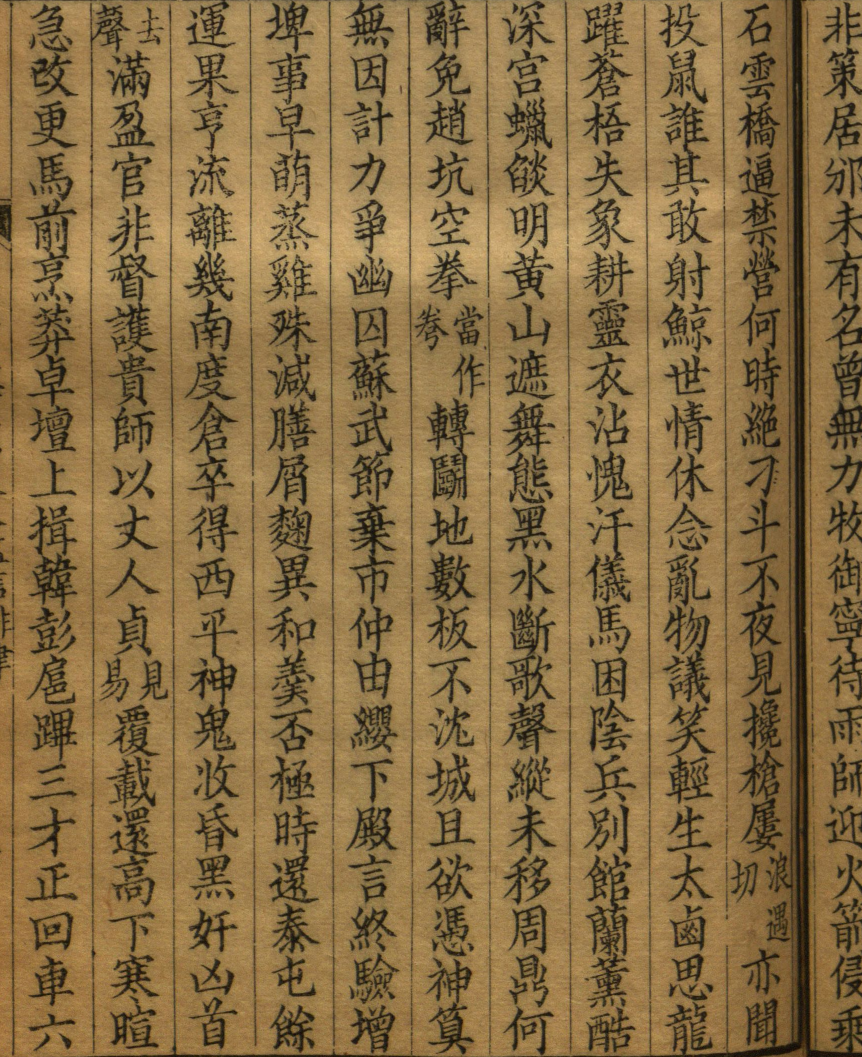 非策居邠未有名曾無力牧御寧待雨師迎火箭侵乘
石雲橋逼禁營何時絶刁斗不夜見攙槍屢浪遇切亦聞
投鼠誰其敢射鯨世情休念亂物議笑輕生太鹵思龍
躍蒼梧失象耕靈衣沾愧汗儀馬困陰兵別館蘭薰酷
深宫蠟燄明黄山遮舞態黑水斷歌聲縱未移周鼎何
辭免趙坑空拳當作弮轉鬭地數板不沈城且欲憑神算
無因計力爭幽囚蘇武節棄市仲由纓下殿言終驗增
埤事早萌蒸雞殊減膳屑麴異和羮否極時還泰屯餘
運果亨流離幾南度倉卒得西平神鬼收昏黑奸凶首
去聲滿盈官非督護貴師以丈人貞見易覆載還高下寒暄
急改更馬前烹莽卓壇上揖韓彭扈蹕三才正回車六